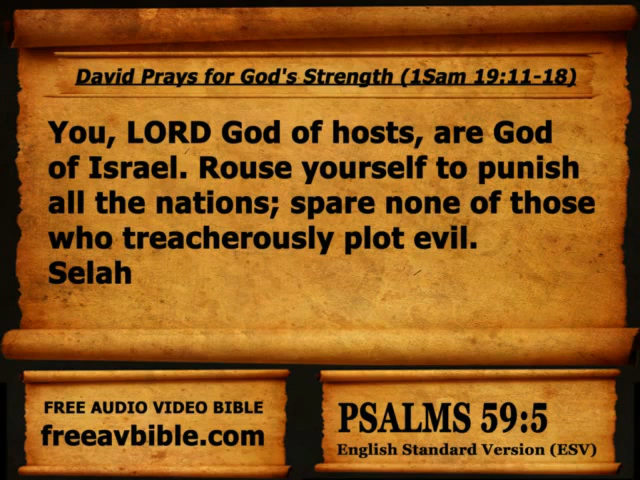 David Prays for God's Strength (1Sam 19:11-18)
You, LORD God of hosts, are God
of Israel. Rouse yourself to punish
all the nations; spare none of those
who treacherously plot evil.
Selah
FREE AUDIO VIDEO BIBLE
freeavbible.com
PSALMS 59:5
English Standard Version (ESV)